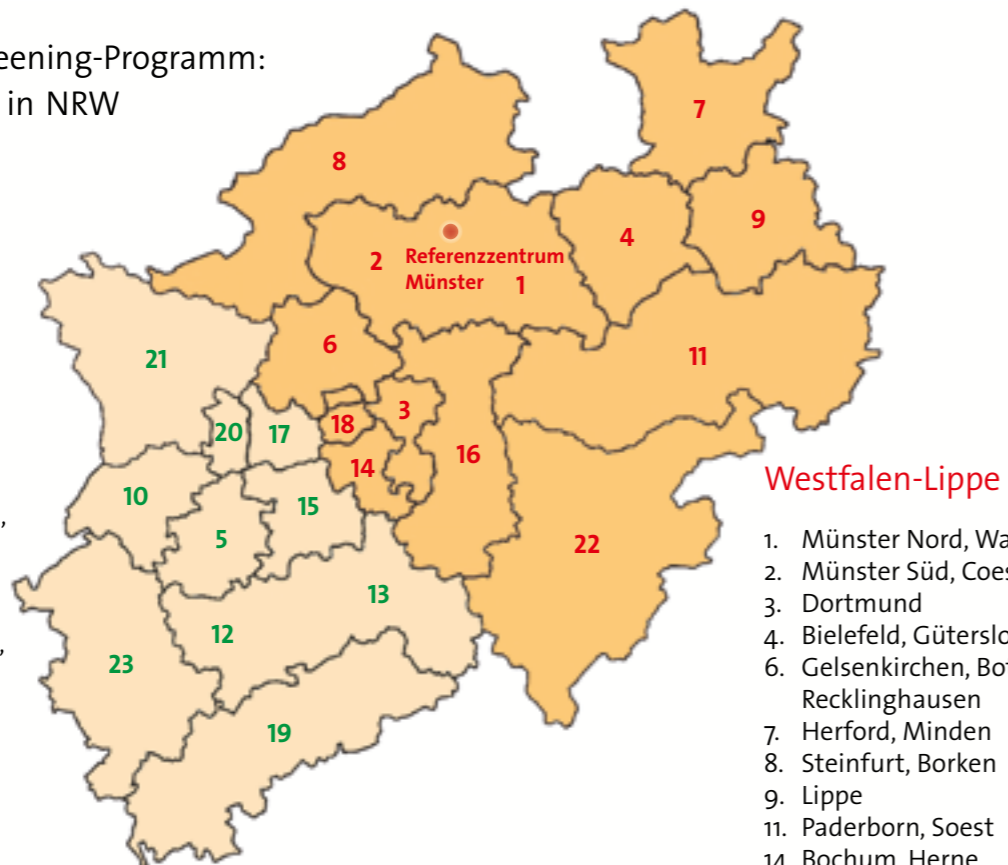 eening-Programm:
in NRW
7
8
9
4
2
Referenzzentrum
Münster
1
6
21
11
20
17
18
3
14
16
10
15
5
22
13
12
23
19
,
,
Westfalen-Lippe
1. Münster Nord, Wa
2. Münster Süd, Coes
3. Dortmund
4. Bielefeld, Güterslo
6. Gelsenkirchen, Bot
Recklinghausen
7. Herford, Minden
8. Steinfurt, Borken
9. Lippe
11. Paderborn, Soest
14. Bochum, Herne